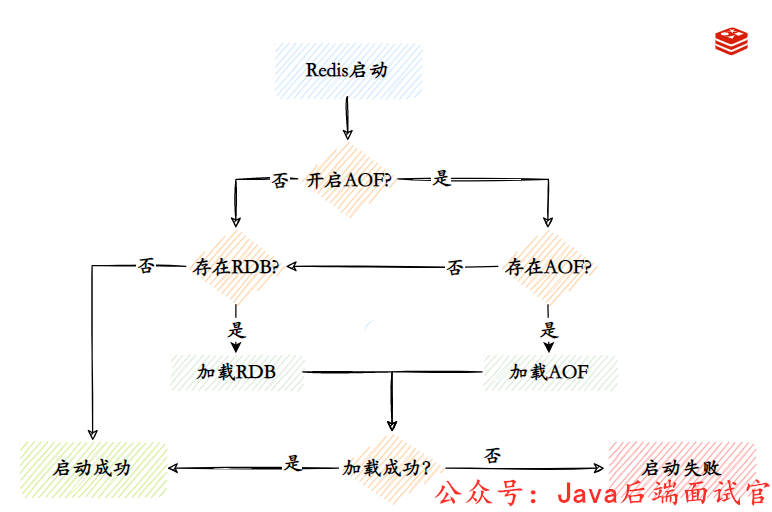 Redis启动
开启AOF?
否
是
存在RDB?
存在AOF?
否
否
是
是
加载RDB
加载AOF
启动成功
是
加载成功?
否
启动失败
公众号：Java后端面试官